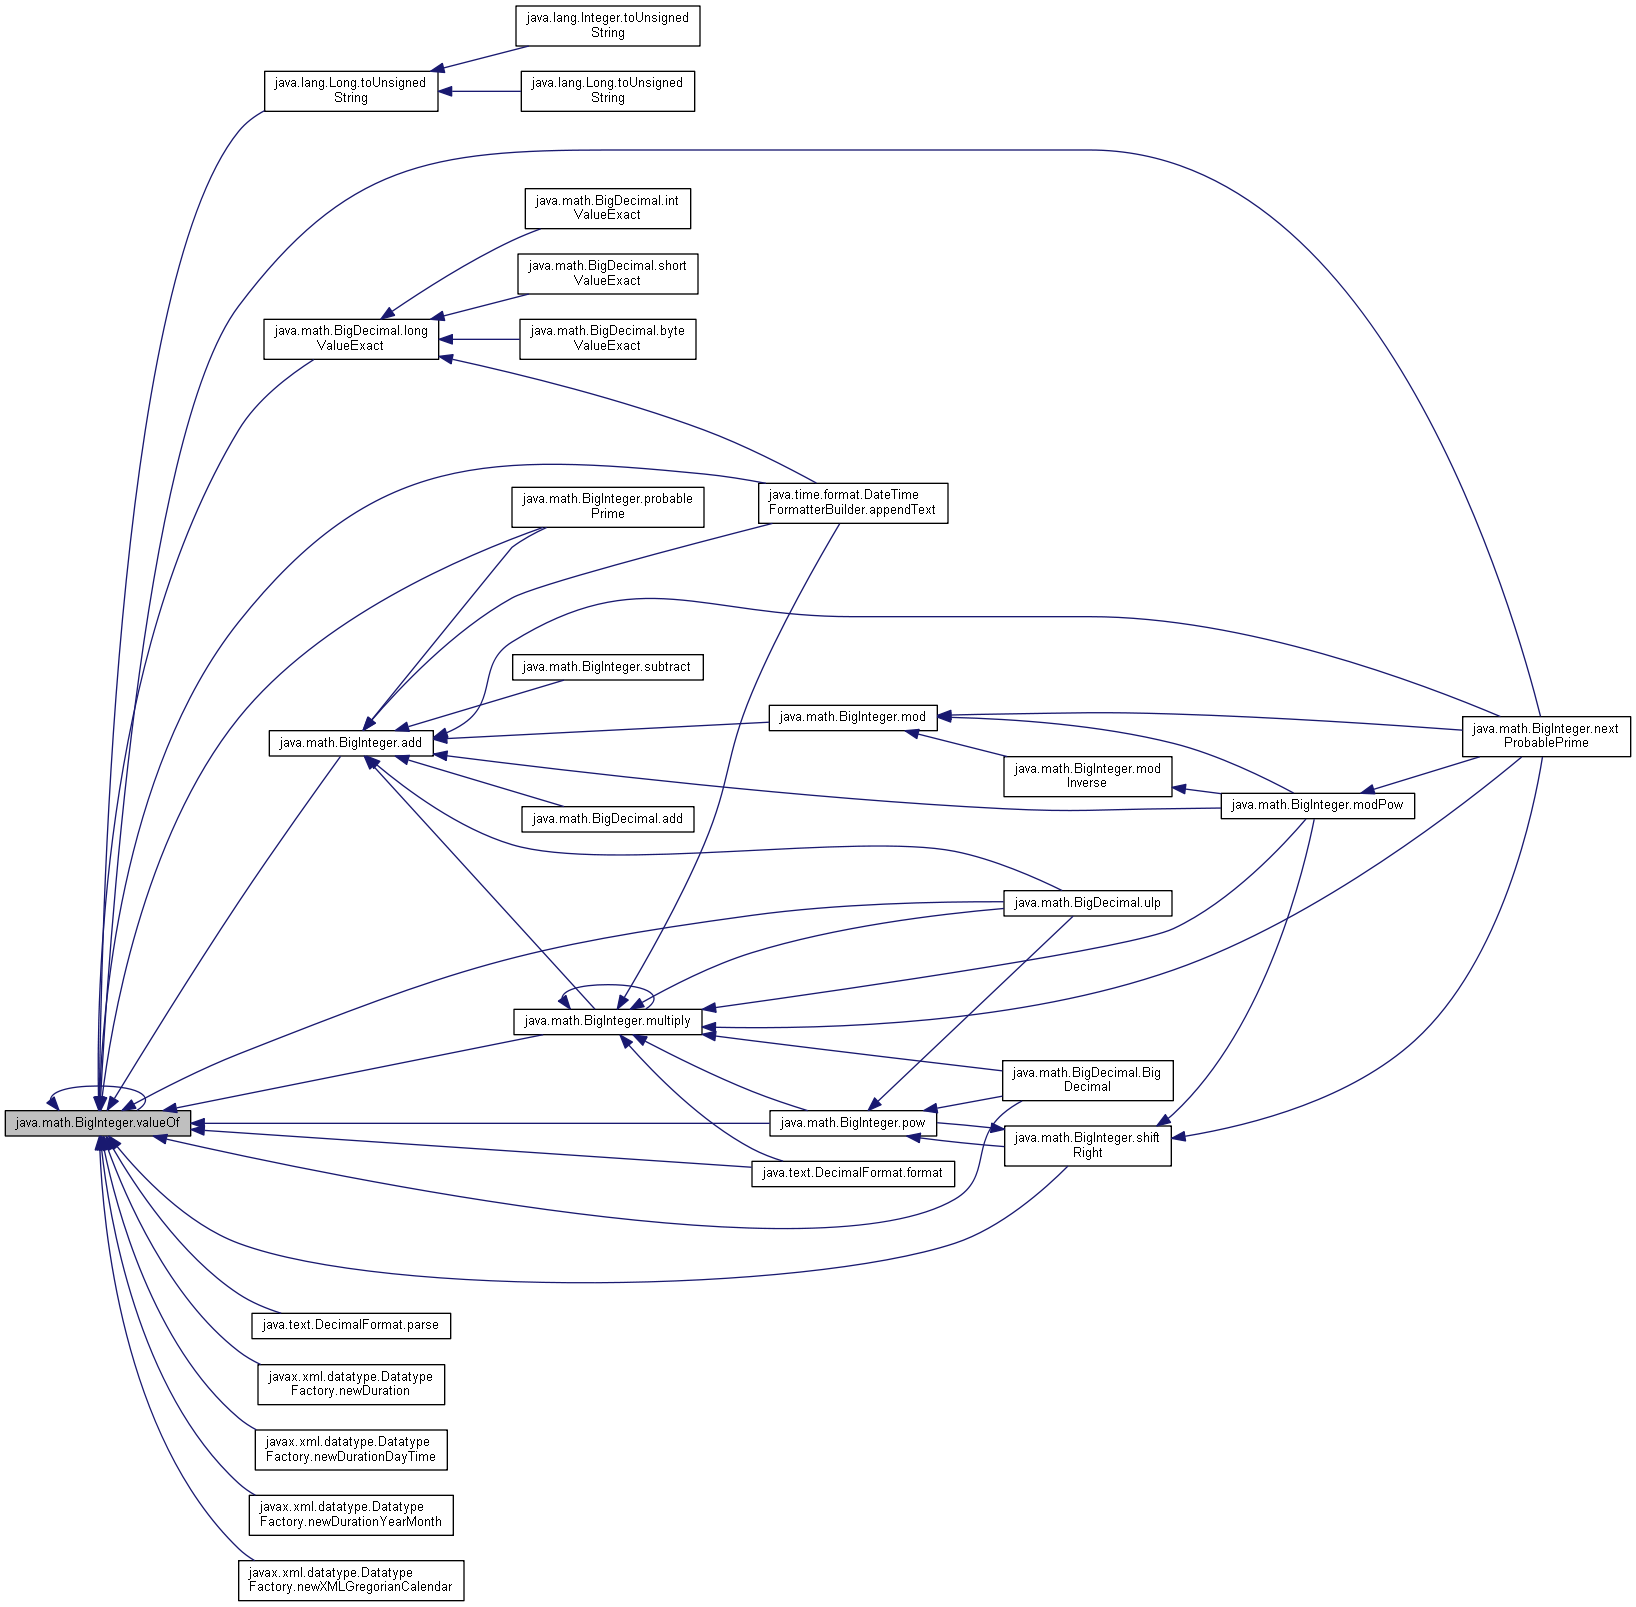 java.lang.Integer.toUnsigned
String
java.lang.Long.toUnsigned
String
java.lang.Long.toUnsigned
String
java.math.BigDecimal.int
ValueExact
java.math.BigDecimal.short
ValueExact
java.math.BigDecimal.long
ValueExact
java.math.BigDecimal.byte
ValueExact
java.time.format.DateTime
FormatterBuilder.appendText
java.math.BigInteger.probable
Prime
java.math.BigInteger.subtract
java.math.BigInteger.mod
java.math.BigInteger.next
ProbablePrime
java.math.BigInteger.add
java.math.BigInteger.mod
Inverse
java.math.BigInteger.modPow
java.math.BigDecimal.add
java.math.BigDecimal.ulp
java.math.BigInteger.multiply
java.math.BigDecimal.Big
Decimal
java.math.BigInteger.valueOf
java.math.BigInteger.pow
java.math.BigInteger.shift
Right
java.text.DecimalFormat.format
java.text.DecimalFormat.parse
javax.xml.datatype.Datatype
Factory.newDuration
javax.xml.datatype.Datatype
Factory.newDurationDayTime
javax.xml.datatype.Datatype
Factory.newDurationYearMonth
javax.xml.datatype.Datatype
Factory.newXMLGregorianCalendar